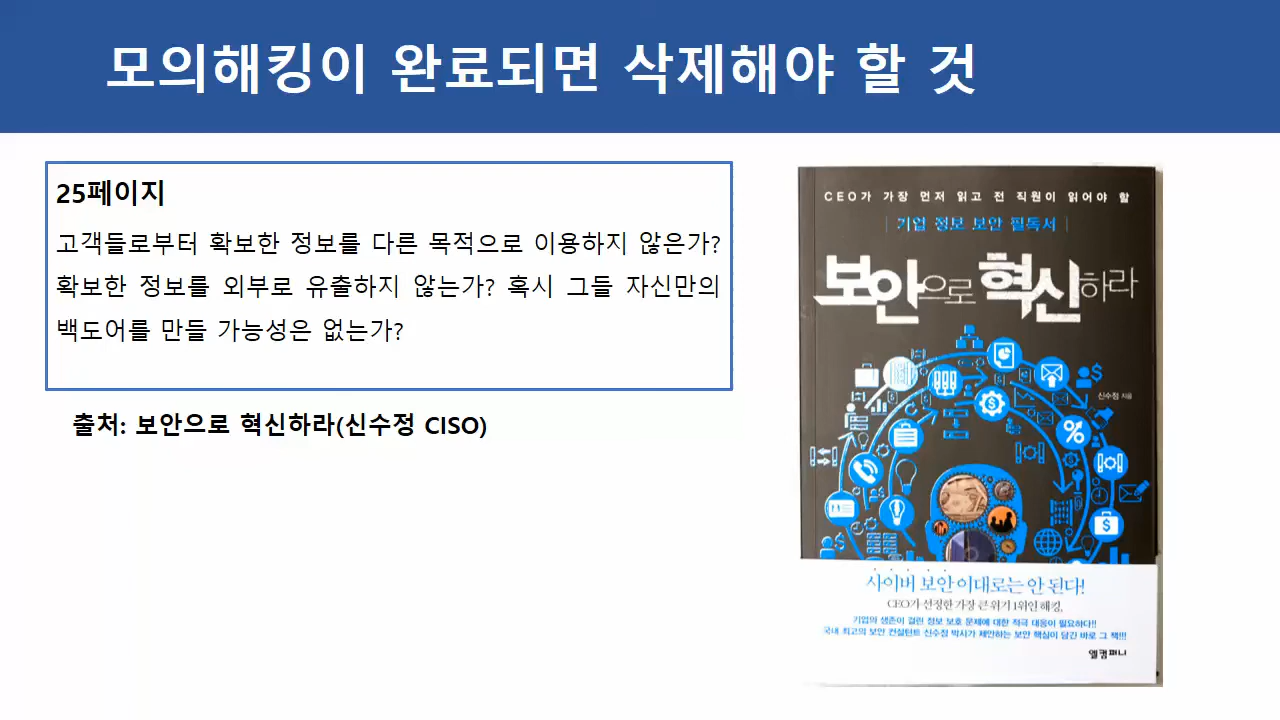 모의해킹이 완료되면 삭제해야 할 것
25페이지
고객들로부터 확보한 정보를 다른 목적으로 이용하지 않은가?
확보한 정보를 외부로 유출하지 않는가? 혹시 그들 자신만의
백도어를 만들 가능성은 없는가?
출처: 보안으로 혁신하라(신수정 CISO)
CEO가 가장 먼저 읽고 전 직원이 읽어야 할
기업 정보 보안 필독서
보안으로 혁신하라
신수정 지음
사이버 보안 이대로는 안 된다!
CEO가 선정한 가장 큰 위기 1위인 해킹,
기업의 생존이 걸린 정보 보호 문제에 대한 적극 대응이 필요하다!!
국내 최고의 보안 컨설턴트 신수정 박사가 제안하는 보안 핵심이 담긴 바로 그 책!!!
엘컴퍼니